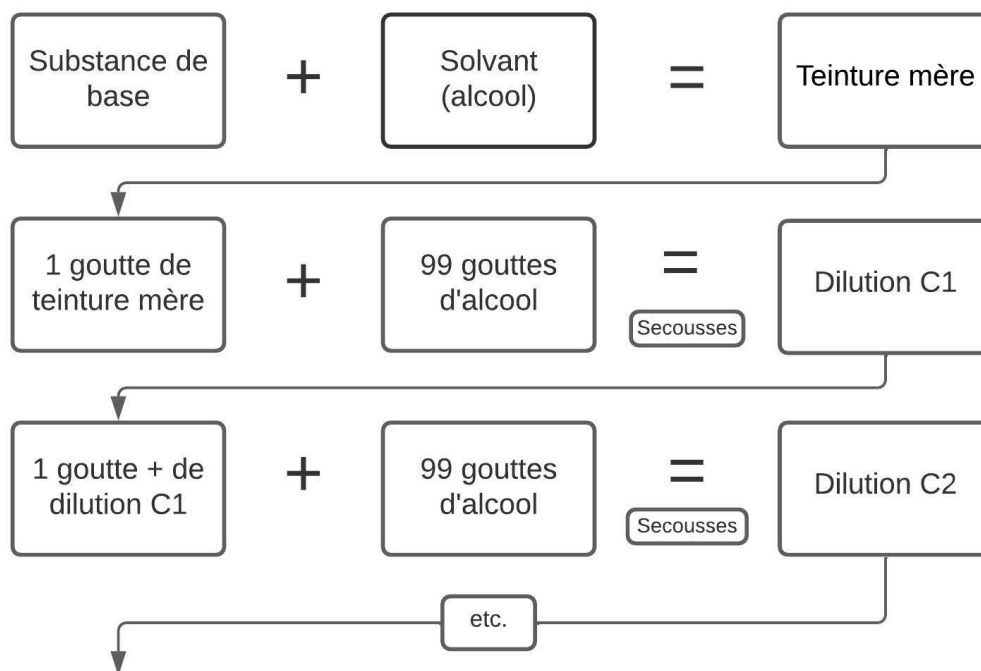 Substance de
base
+
Solvant
(alcool)
=
Teinture mère
1 goutte de
teinture mère
+
99 gouttes
d'alcool
=
Secousses
Dilution C1
1 goutte + de
dilution C1
+
99 gouttes
d'alcool
=
Secousses
Dilution C2
etc.